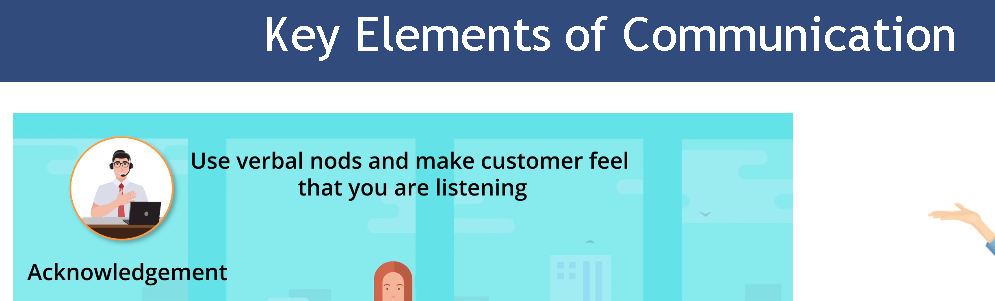 Key Elements of Communication
Use verbal nods and make customer feel
that you are listening
Acknowledgement